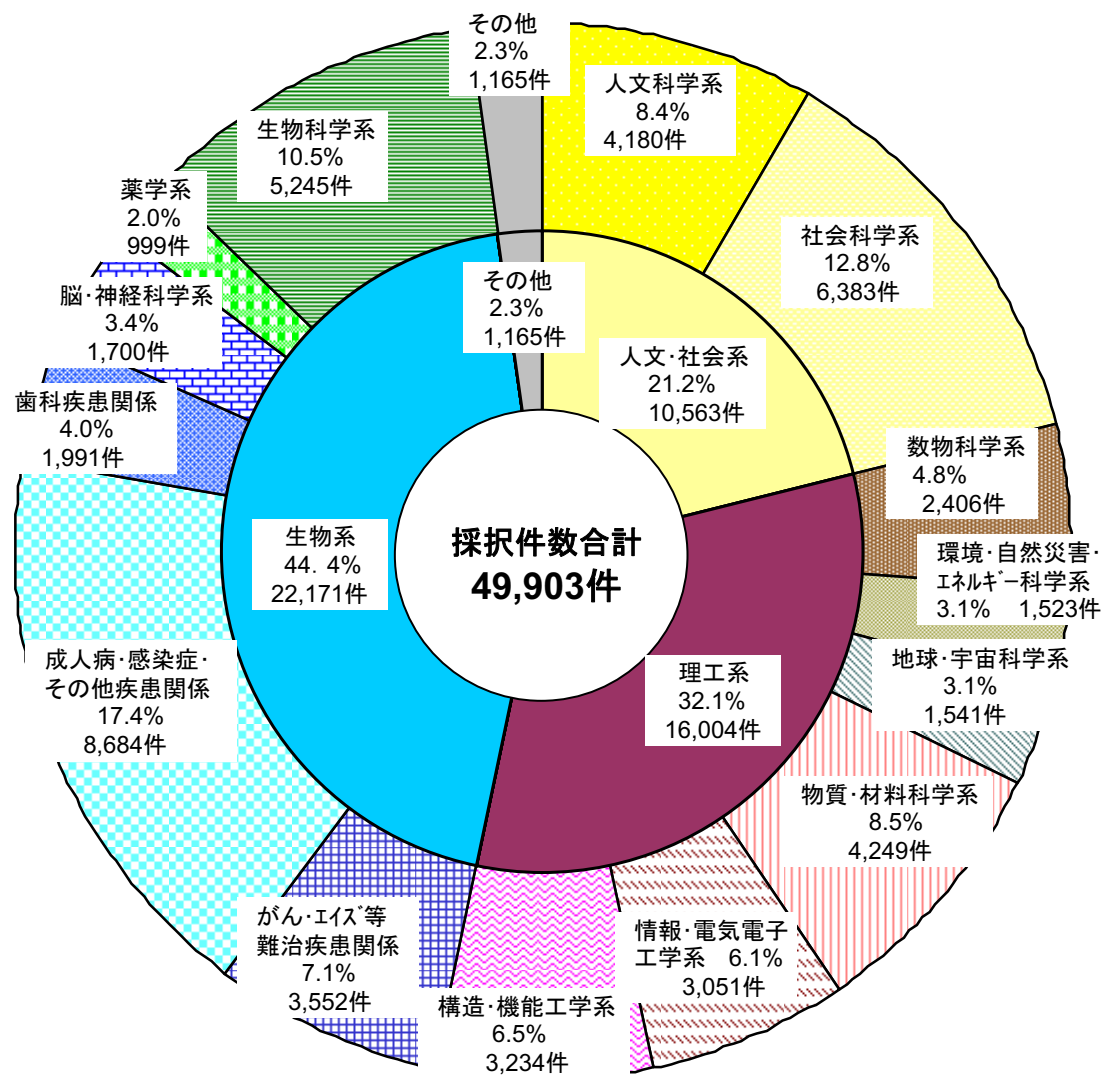 その他
2.3%
1,165件
人文科学系
8.4%
4,180件
社会科学系
12.8%
6,383件
数物科学系
4.8%
2,406件
環境・自然災害・
ｴﾈﾙｷﾞｰ科学系
3.1% 1,523件
地球・宇宙科学系
3.1%
1,541件
物質・材料科学系
8.5%
4,249件
情報・電気電子
工学系 6.1%
3,051件
構造・機能工学系
6.5%
3,234件
がん・ｴｲｽﾞ等
難治疾患関係
7.1%
3,552件
成人病・感染症・
その他疾患関係
17.4%
8,684件
歯科疾患関係
4.0%
1,991件
脳・神経科学系
3.4%
1,700件
薬学系
2.0%
999件
生物科学系
10.5%
5,245件
その他
2.3%
1,165件
人文・社会系
21.2%
10,563件
理工系
32.1%
16,004件
生物系
44．4%
22,171件
採択件数合計
49,903件